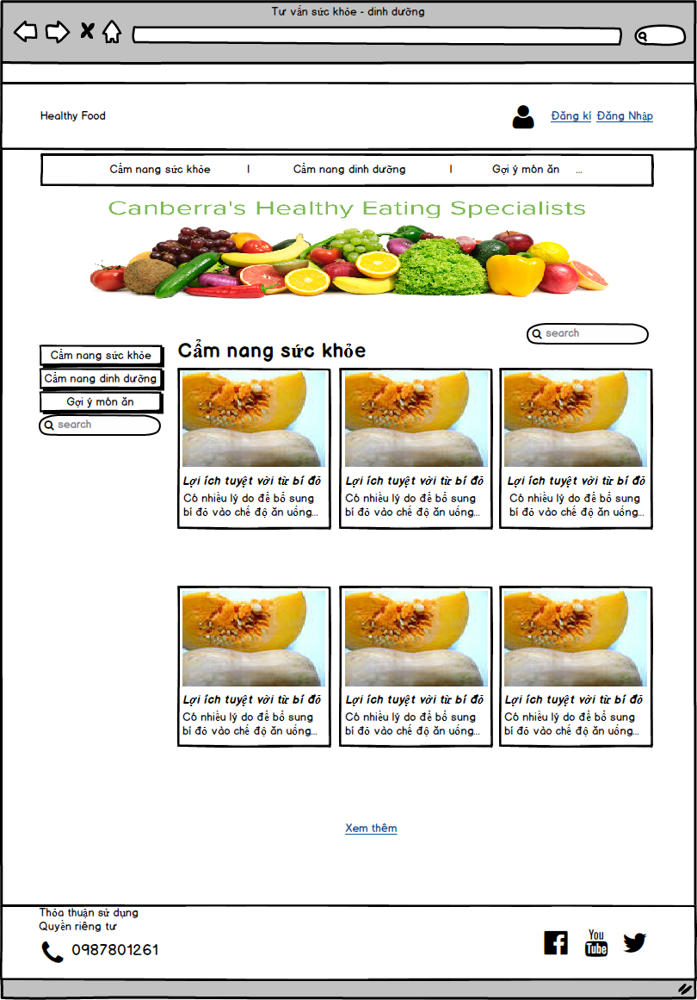 Tư vấn sức khỏe - dinh dưỡng
Healthy Food
Đăng kí Đăng Nhập
Cẩm nang sức khỏe | Cẩm nang dinh dưỡng | Gợi ý món ăn ...
Canberra's Healthy Eating Specialists
search
Cẩm nang sức khỏe
Cẩm nang dinh dưỡng
Gợi ý món ăn
search
Cẩm nang sức khỏe
Lợi ích tuyệt vời từ bí đỏ
Có nhiều lý do để bổ sung
bí đỏ vào chế độ ăn uống...
Lợi ích tuyệt vời từ bí đỏ
Có nhiều lý do để bổ sung
bí đỏ vào chế độ ăn uống...
Lợi ích tuyệt vời từ bí đỏ
Có nhiều lý do để bổ sung
bí đỏ vào chế độ ăn uống...
Lợi ích tuyệt vời từ bí đỏ
Có nhiều lý do để bổ sung
bí đỏ vào chế độ ăn uống...
Lợi ích tuyệt vời từ bí đỏ
Có nhiều lý do để bổ sung
bí đỏ vào chế độ ăn uống...
Lợi ích tuyệt vời từ bí đỏ
Có nhiều lý do để bổ sung
bí đỏ vào chế độ ăn uống...
Xem thêm
Thỏa thuận sử dụng
Quyền riêng tư
0987801261
You
Tube